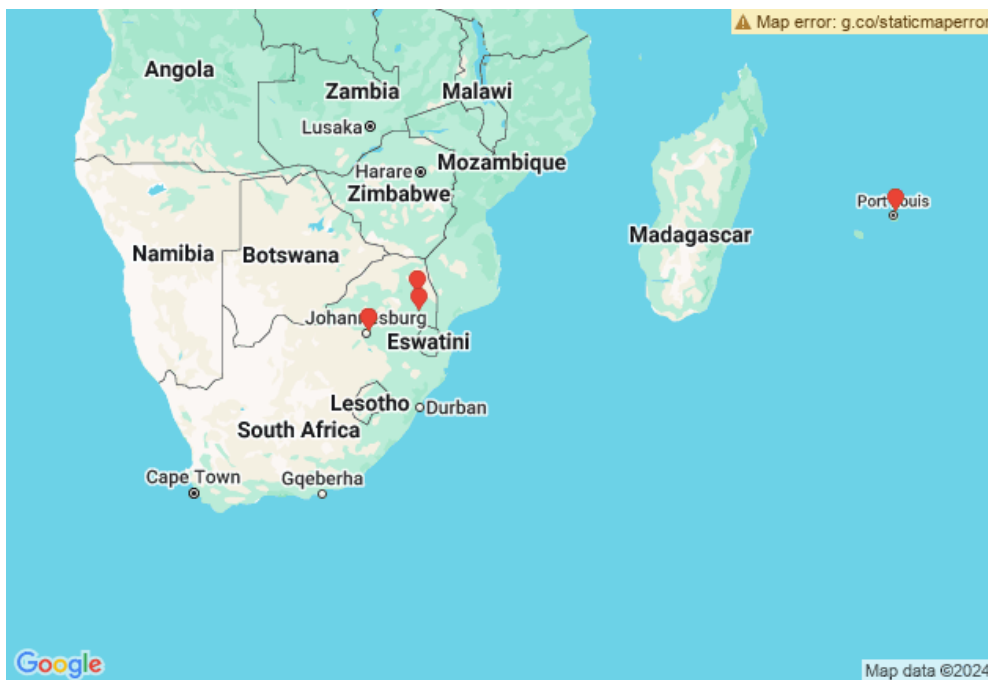 Map error: g.co/staticmaperror
Angola
Zambia
Malawi
Lusaka
Mozambique
Harare
Zimbabwe
Port Louis
Madagascar
Namibia
Botswana
Johannesburg
Eswatini
Lesotho
Durban
South Africa
Cape Town
Gqeberha
Google
Map data ©2024